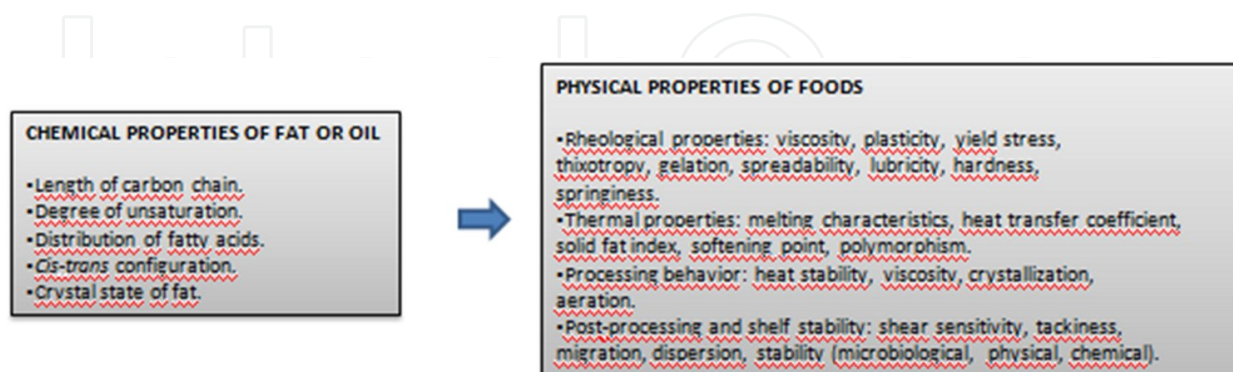 CHEMICAL PROPERTIES OF FAT OR OIL
•Length of carbon chain.
•Degree of unsaturation.
•Distribution of fatty acids.
•Cis-trans configuration.
•Crystal state of fat.
PHYSICAL PROPERTIES OF FOODS
•Rheological properties: viscosity, plasticity, yield stress,
thixotropy, gelation, spreadability, lubricity, hardness,
springiness.
•Thermal properties: melting characteristics, heat transfer coefficient,
solid fat index, softening point, polymorphism.
•Processing behavior: heat stability, viscosity, crystallization,
aeration.
•Post-processing and shelf stability: shear sensitivity, tackiness,
migration, dispersion, stability (microbiological, physical, chemical).